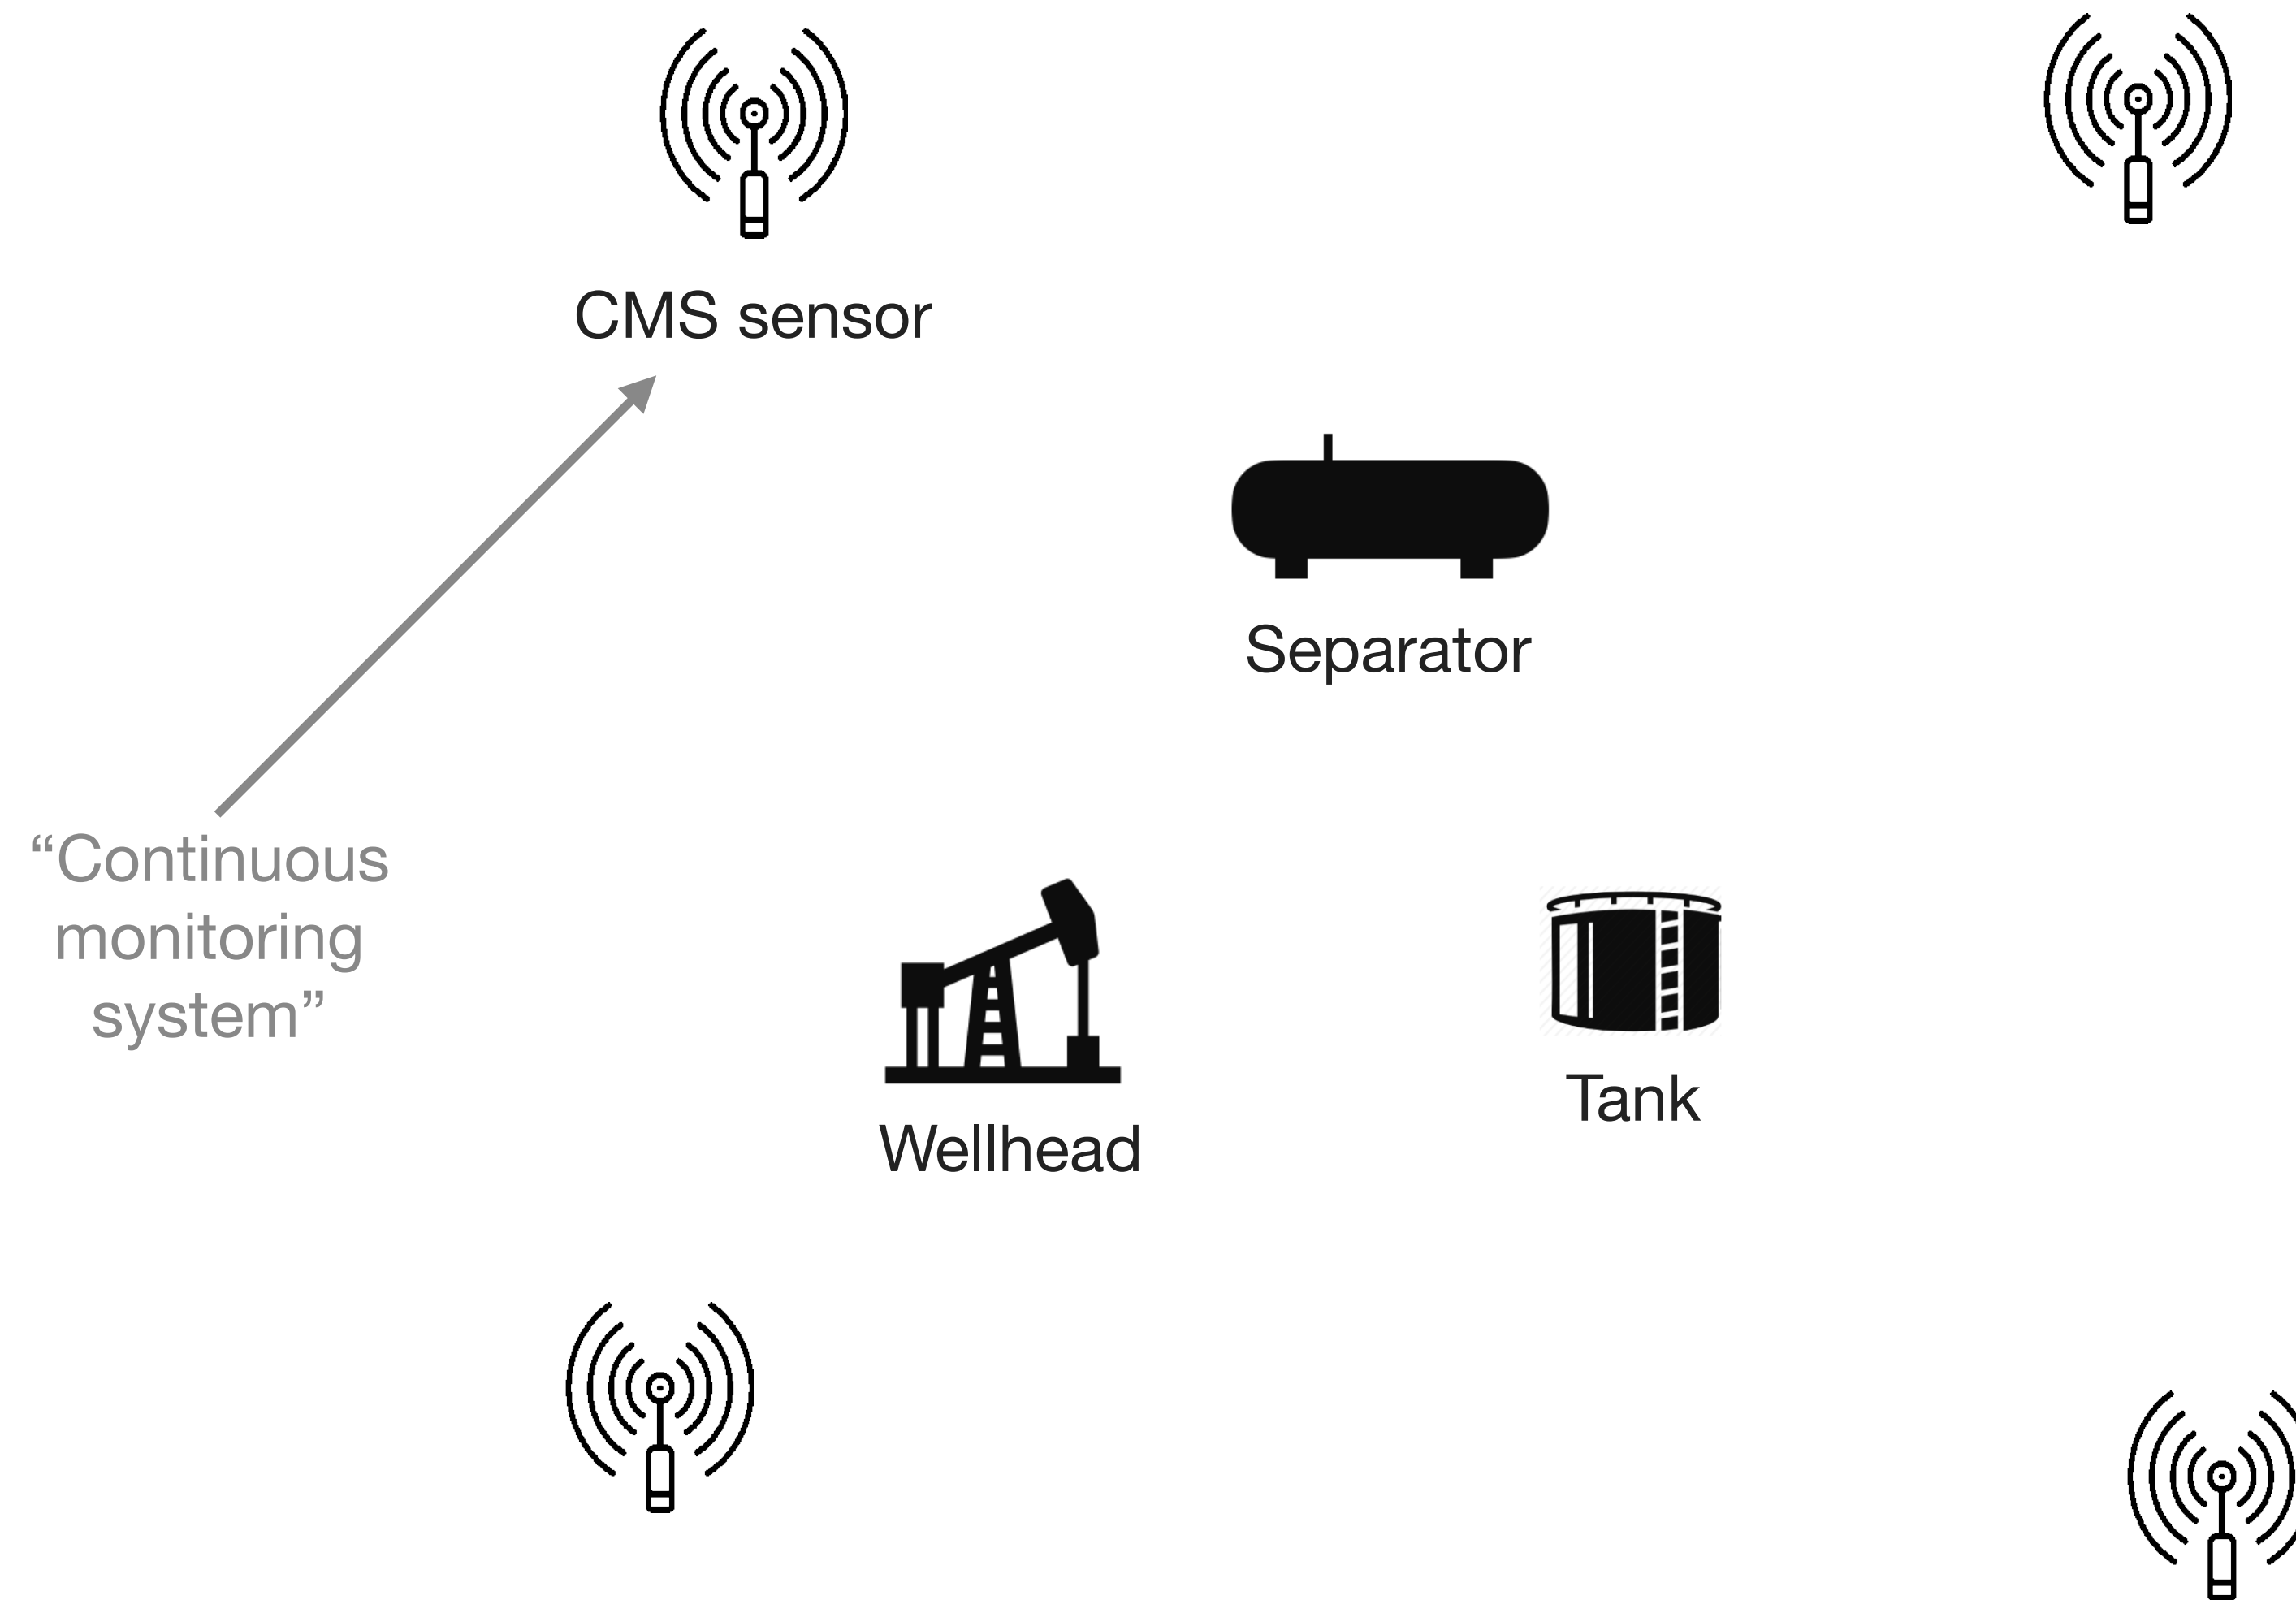 CMS sensor
Separator
“Continuous
monitoring
system”
Tank
Wellhead